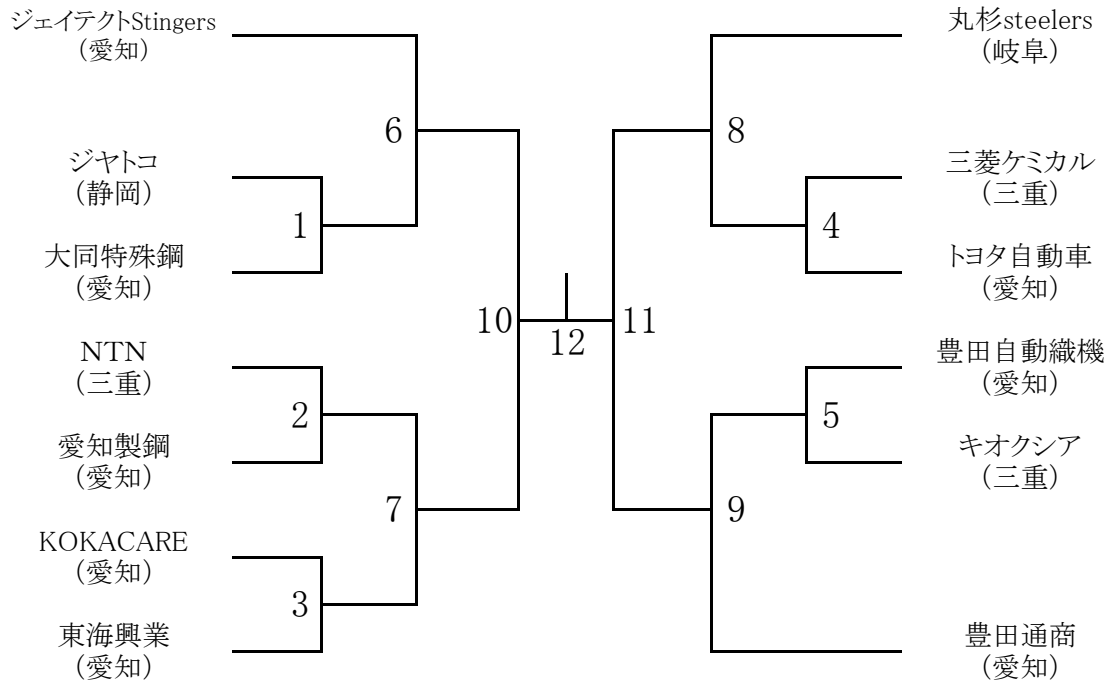 ジェイテクトStingers
(愛知)
6
ジヤトコ
(静岡)
1
大同特殊鋼
(愛知)
10
NTN
(三重)
2
愛知製鋼
(愛知)
7
KOKACARE
(愛知)
3
東海興業
(愛知)
12
丸杉steelers
(岐阜)
8
三菱ケミカル
(三重)
4
トヨタ自動車
(愛知)
11
豊田自動織機
(愛知)
5
キオクシア
(三重)
9
豊田通商
(愛知)